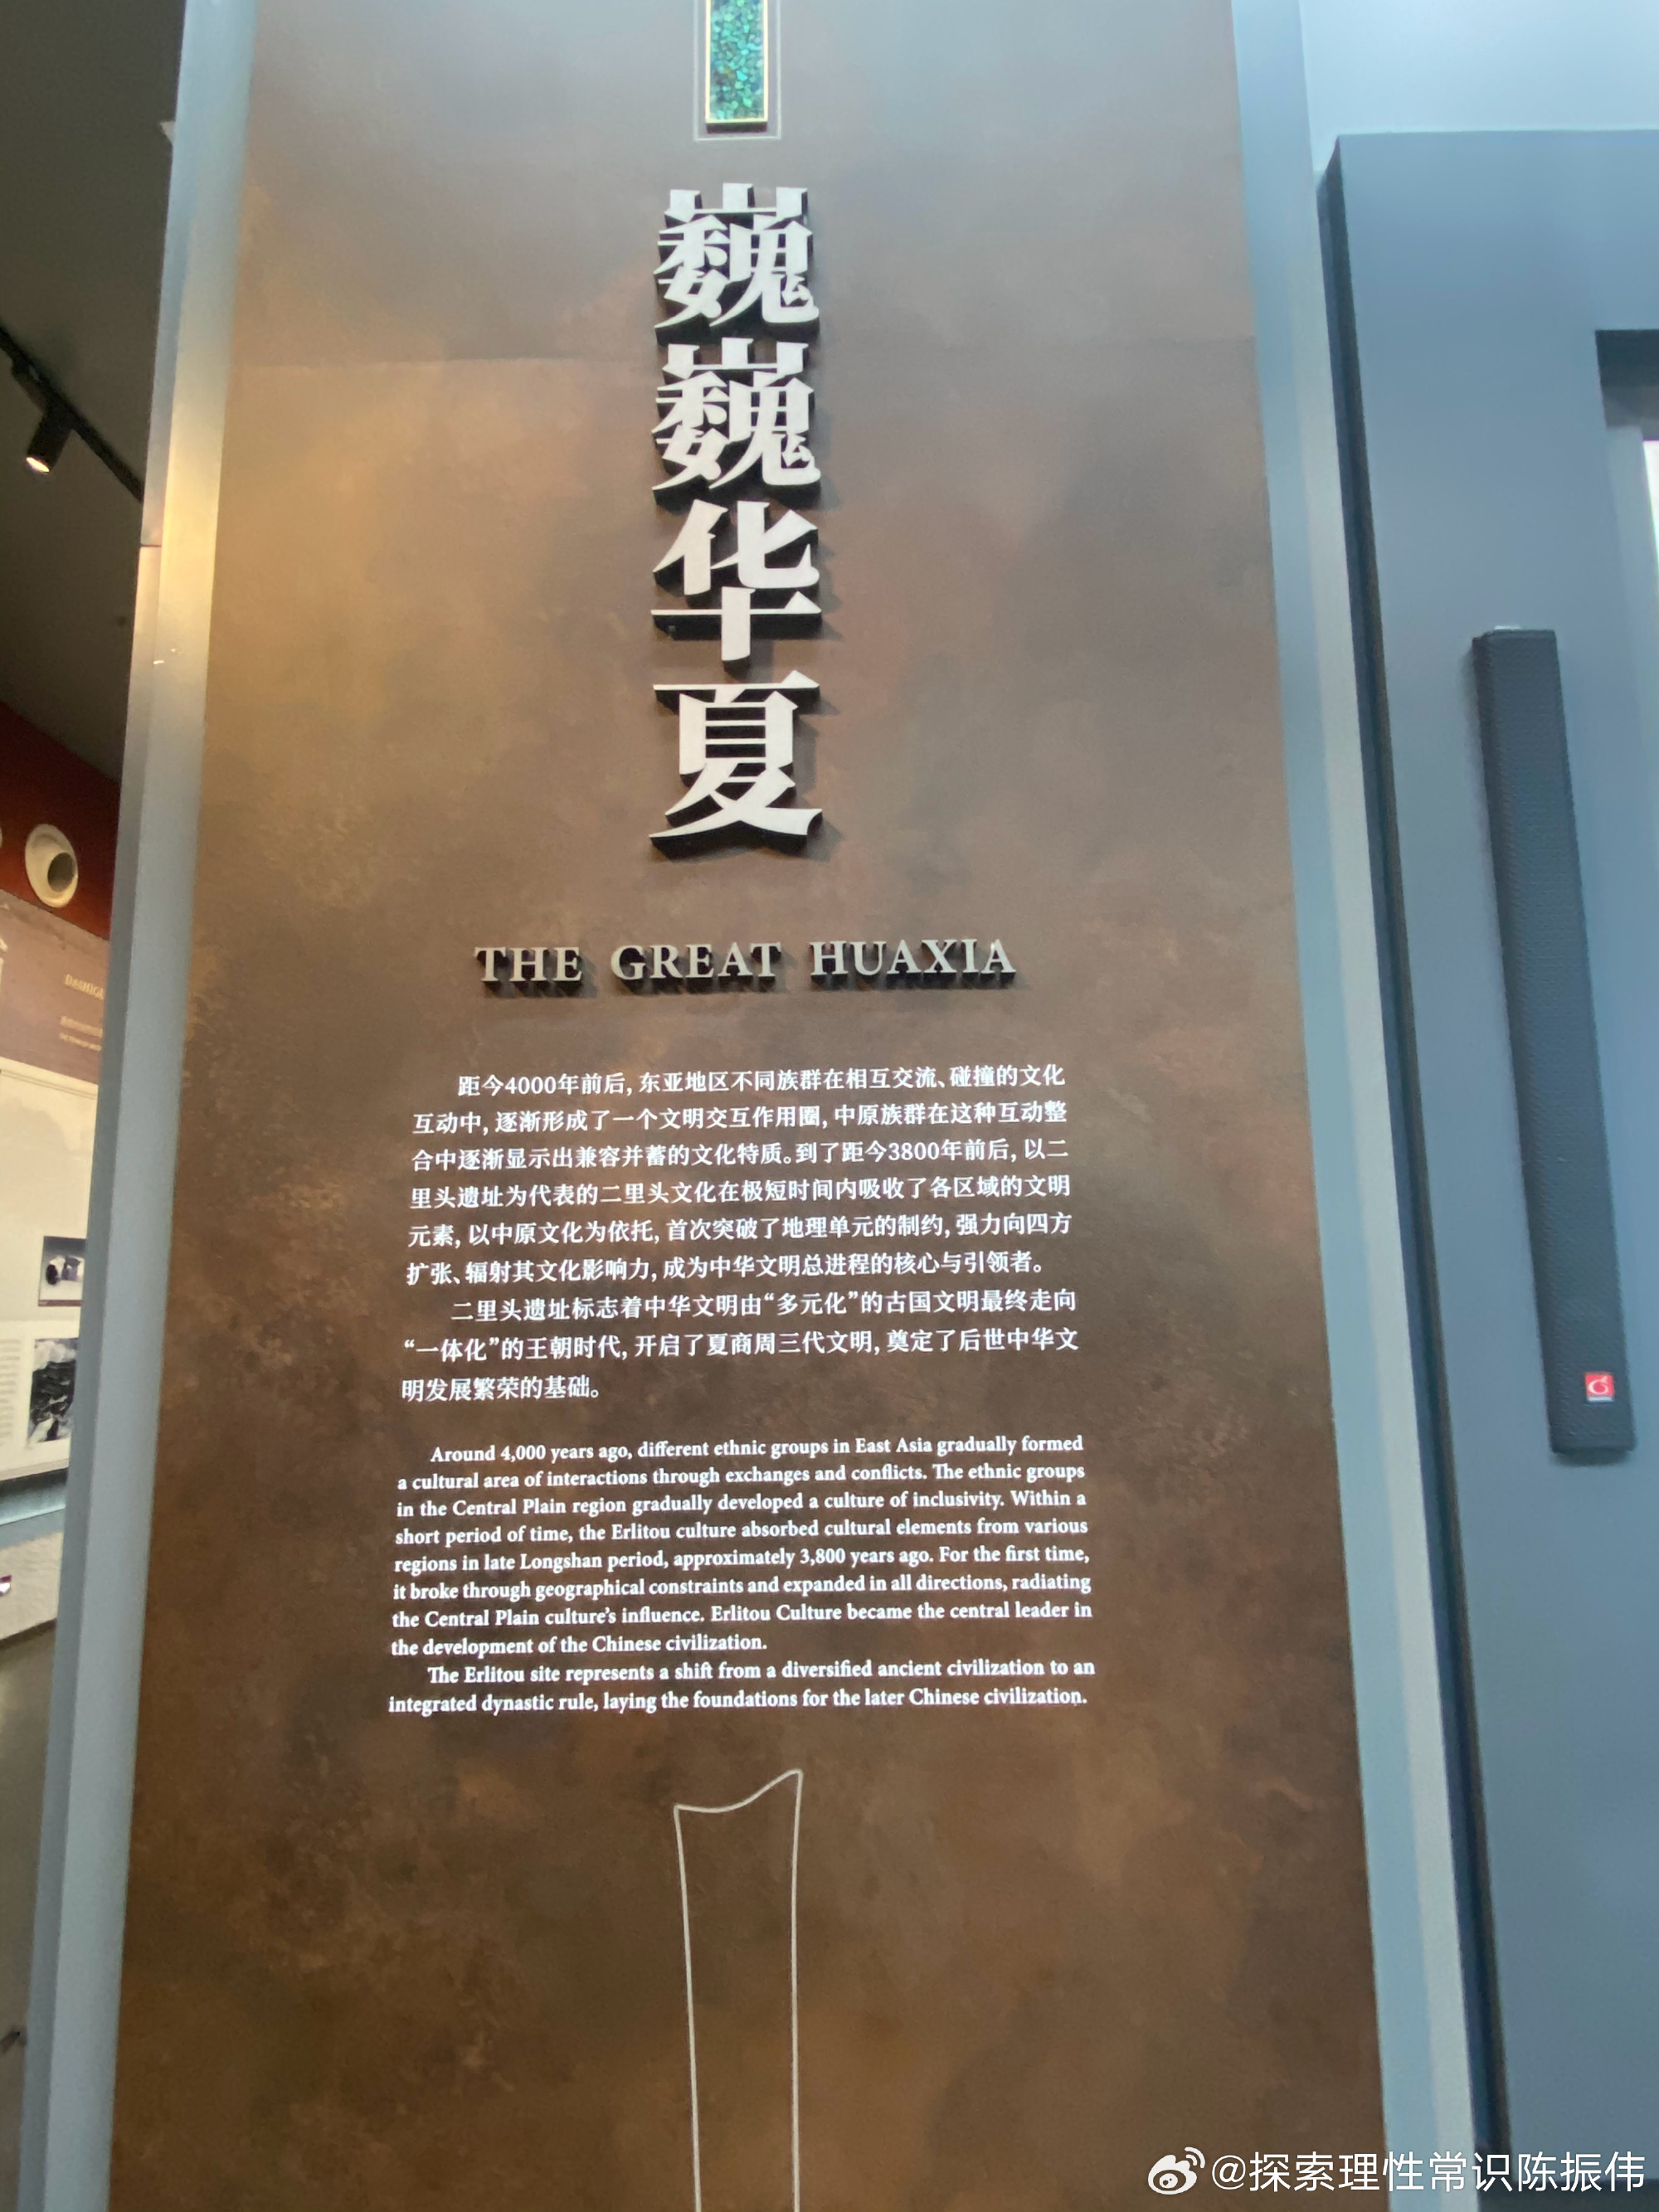 巍巍华夏
THE GREAT HUAXIA
距今4000年前后，东亚地区不同族群在相互交流、碰撞的文化
互动中，逐渐形成了一个文明交互作用圈，中原族群在这种互动整
合中逐渐显示出兼容并蓄的文化特质。到了距今3800年前后，以二
里头遗址为代表的二里头文化在极短时间内吸收了各区域的文明
元素，以中原文化为依托，首次突破了地理单元的制约，强力向四方
扩张、辐射其文化影响力，成为中华文明总进程的核心与引领者。
二里头遗址标志着中华文明由“多元化”的古国文明最终走向
“一体化”的王朝时代，开启了夏商周三代文明，奠定了后世中华文
明发展繁荣的基础。
Around 4,000 years ago, different ethnic groups in East Asia gradually formed
a cultural area of interactions through exchanges and conflicts. The ethnic groups
in the Central Plain region gradually developed a culture of inclusivity. Within a
short period of time, the Erlitou culture absorbed cultural elements from various
regions in late Longshan period, approximately 3,800 years ago. For the first time,
it broke through geographical constraints and expanded in all directions, radiating
the Central Plain culture’s influence. Erlitou Culture became the central leader in
the development of the Chinese civilization.
The Erlitou site represents a shift from a diversified ancient civilization to an
integrated dynastic rule, laying the foundations for the later Chinese civilization.
@探索理性常识陈振伟